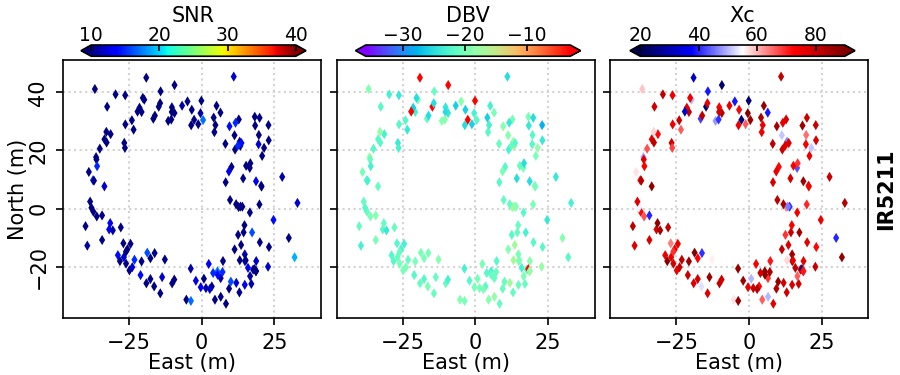 SNR DBV Xc
10 20 30 40 −30 −20 −10 20 40 60 80
40
20
0
−20
North (m)
−25 0 25 −25 0 25 −25 0 25
East (m) East (m) East (m)
IR5211